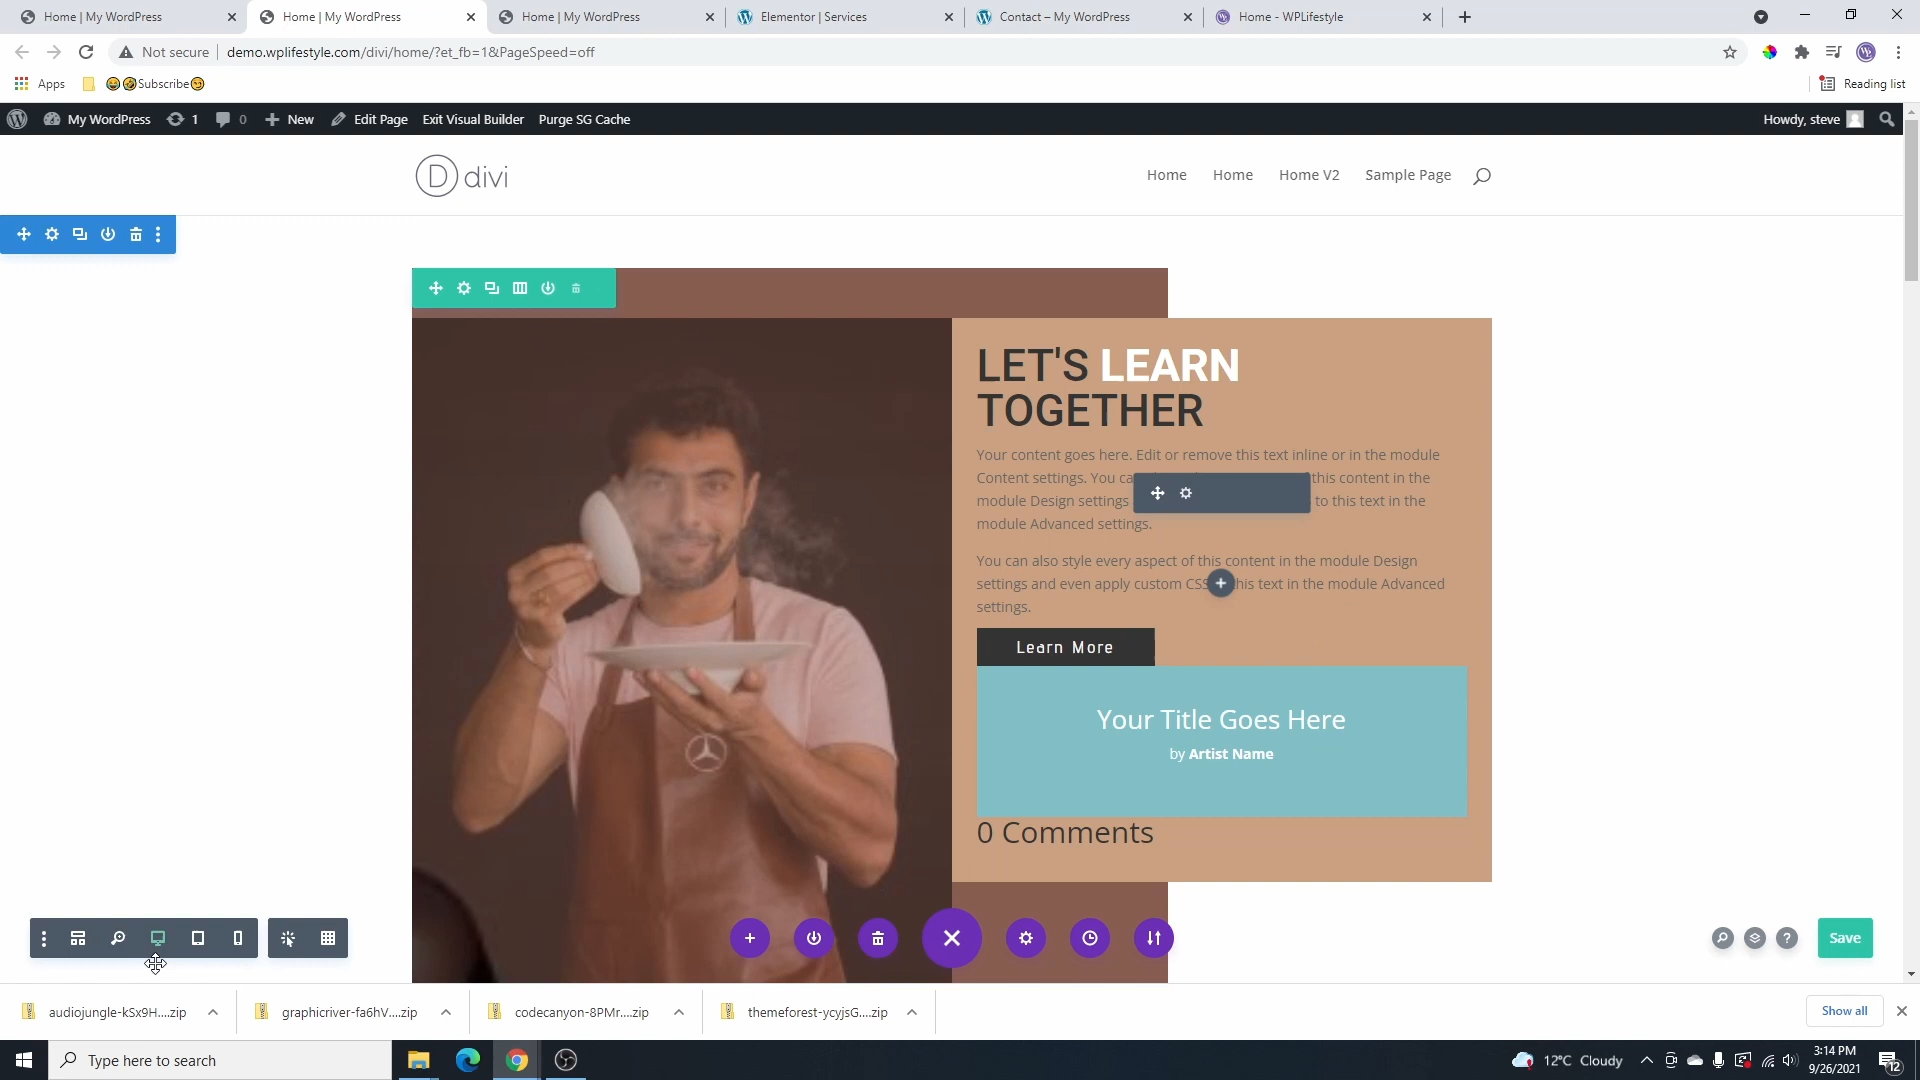 Home | My WordPress
Home | My WordPress
Home | My WordPress
Elementor | Services
Contact – My WordPress
Home - WPLifestyle
Not secure
demo.wplifestyle.com/divi/home/?et_fb=1&PageSpeed=off
Apps
Subscribe
Reading list
My WordPress
1
0
New
Edit Page
Exit Visual Builder
Purge SG Cache
Howdy, steve
D divi
Home
Home
Home V2
Sample Page
LET'S LEARN
TOGETHER
Your content goes here. Edit or remove this text inline or in the module
Content settings. You ca this content in the
module Design settings to this text in the
module Advanced settings.
You can also style every aspect of this content in the module Design
settings and even apply custom CSS his text in the module Advanced
settings.
Learn More
Your Title Goes Here
by Artist Name
0 Comments
Save
audiojungle-kSx9H....zip
graphicriver-fa6hV....zip
codecanyon-8PMr....zip
themeforest-ycyjsG....zip
Show all
Type here to search
12°C Cloudy
3:14 PM
9/26/2021
12